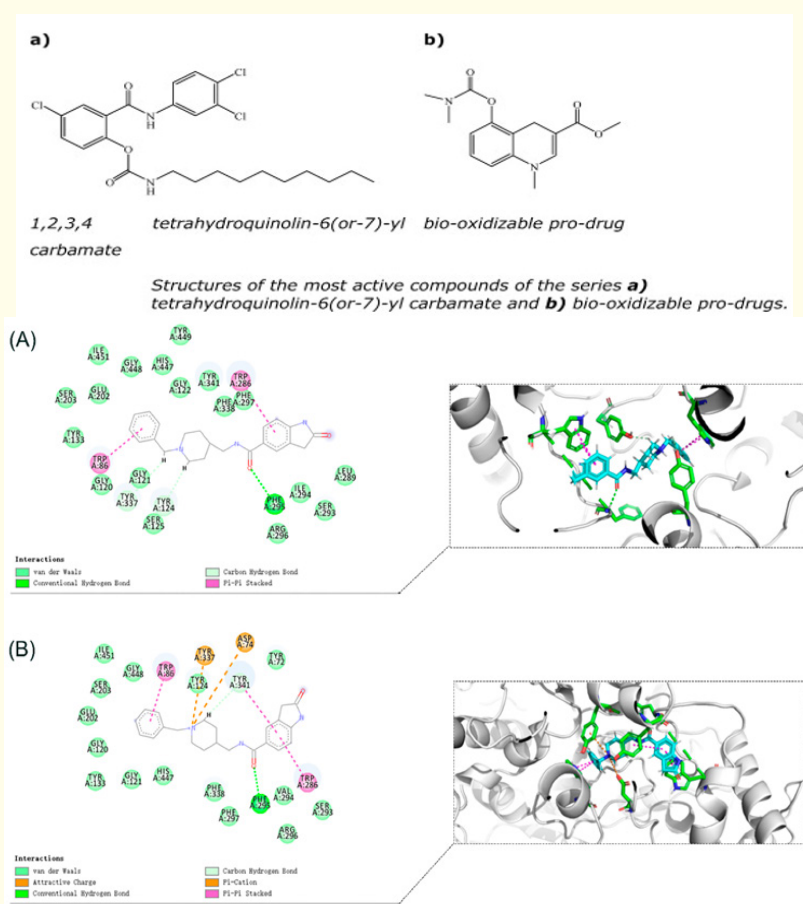 a)
b)
Cl
O
N
H
Cl
Cl
O
O
N
H
N
O
O
O
O
N
1,2,3,4 tetrahydroquinolin-6(or-7)-yl bio-oxidizable pro-drug
carbamate
Structures of the most active compounds of the series a)
tetrahydroquinolin-6(or-7)-yl carbamate and b) bio-oxidizable pro-drugs.
(A)
TYR A:449
ILE A:451
GLY A:448
HIS A:447
SER A:203
GLU A:202
GLY A:122
TYR A:341
TRP A:286
PHE A:338
PHE A:297
TYR A:133
TRP A:86
GLY A:120
GLY A:121
TYR A:337
TYR A:124
SER A:125
PHE A:295
ILE A:294
LEU A:289
SER A:293
ARG A:296
Interactions
van der Waals
Conventional Hydrogen Bond
Carbon Hydrogen Bond
Pi-Pi Stacked
(B)
ILE A:451
GLY A:448
TRP A:86
TYR A:337
ASP A:74
TYR A:72
SER A:203
TYR A:124
TYR A:341
GLU A:202
GLY A:120
TYR A:133
GLY A:121
HIS A:447
PHE A:338
PHE A:297
PHE A:295
VAL A:294
TRP A:286
SER A:293
ARG A:296
Interactions
van der Waals
Attractive Charge
Conventional Hydrogen Bond
Carbon Hydrogen Bond
Pi-Cation
Pi-Pi Stacked